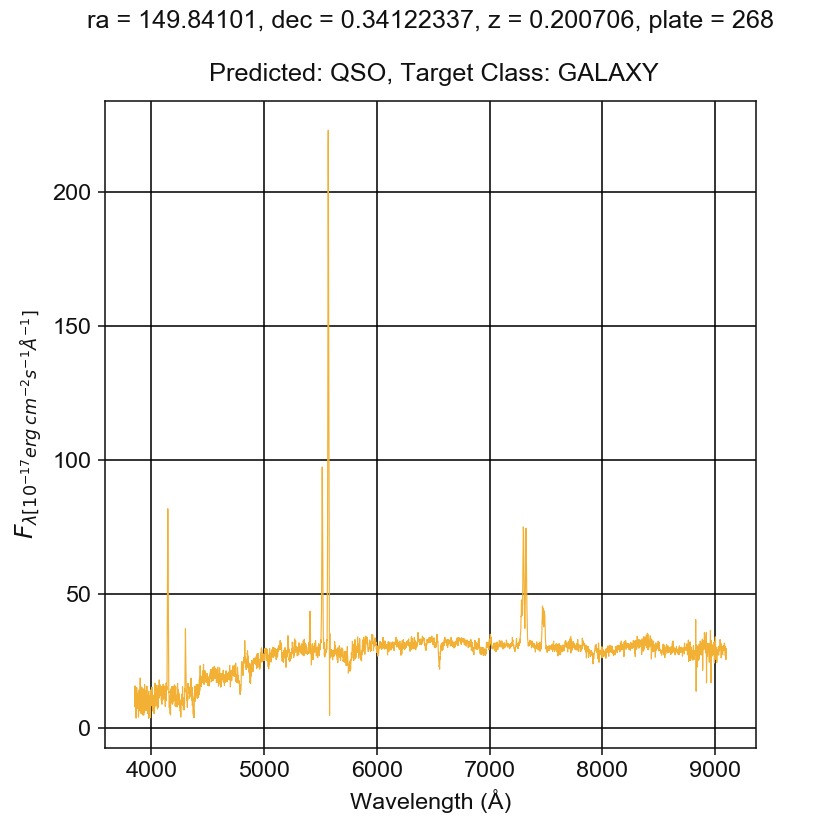 ra = 149.84101, dec = 0.34122337, z = 0.200706, plate = 268
Predicted: QSO, Target Class: GALAXY
200
150
100
50
0
F_λ[10⁻¹⁷ erg cm⁻² s⁻¹ Å⁻¹]
4000 5000 6000 7000 8000 9000
Wavelength (Å)